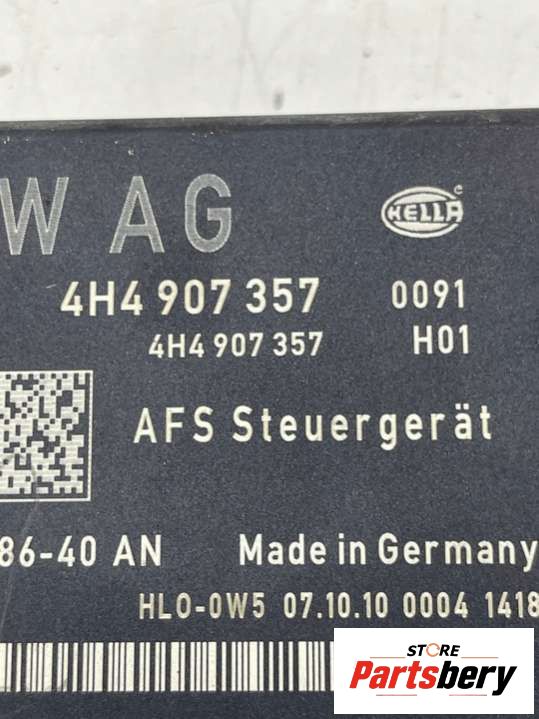 W AG
HELLA
4H4 907 357 0091
4H4 907 357 H01
AFS Steuergerät
86-40 AN Made in Germany
HLO-0W5 07.10.10 0004 1418
STORE
Partsbery